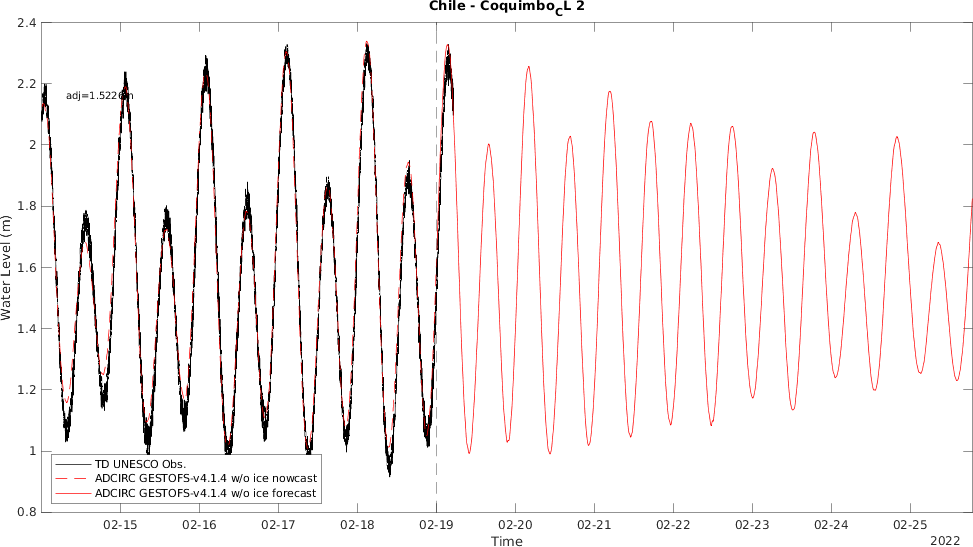 Chile - CoquimboCL 2
2.4
2.2
2
1.8
1.6
1.4
1.2
1
0.8
Water Level (m)
adj=1.5226m
TD UNESCO Obs.
ADCIRC GESTOFS-v4.1.4 w/o ice nowcast
ADCIRC GESTOFS-v4.1.4 w/o ice forecast
02-15 02-16 02-17 02-18 02-19 02-20 02-21 02-22 02-23 02-24 02-25
Time
2022